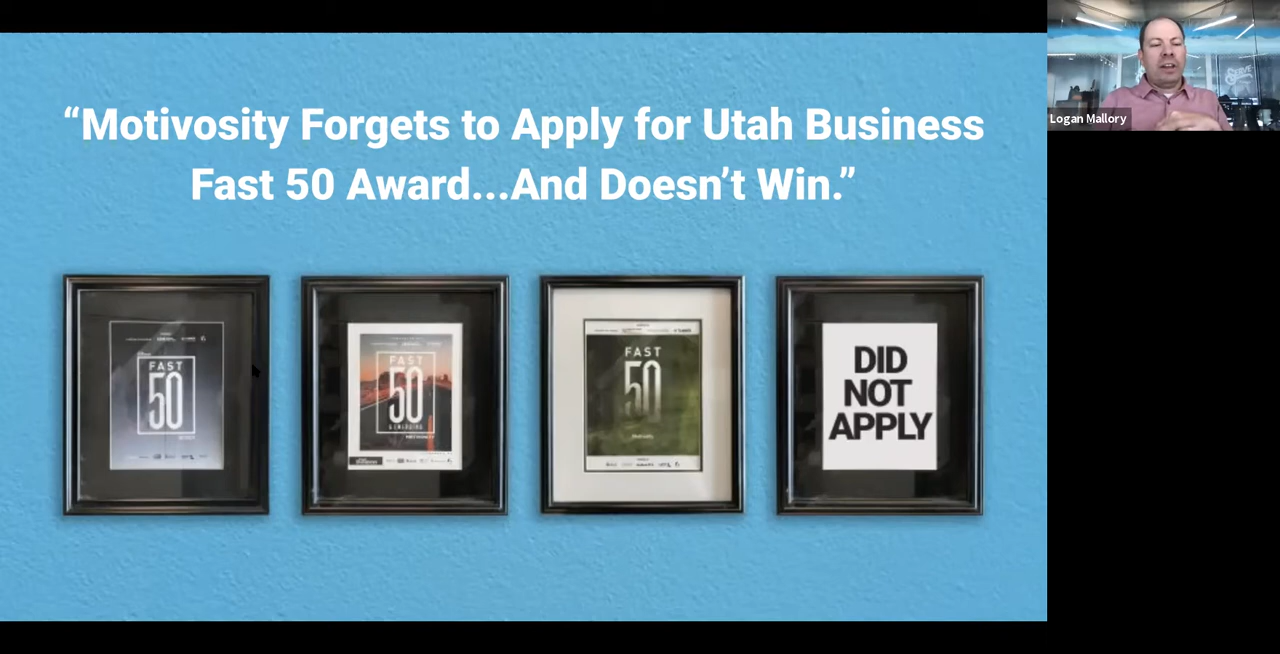 “Motivosity Forgets to Apply for Utah Business
Fast 50 Award...And Doesn’t Win.”
FAST
50
FAST
50
& EMERGING
FAST
50
DID
NOT
APPLY
Logan Mallory